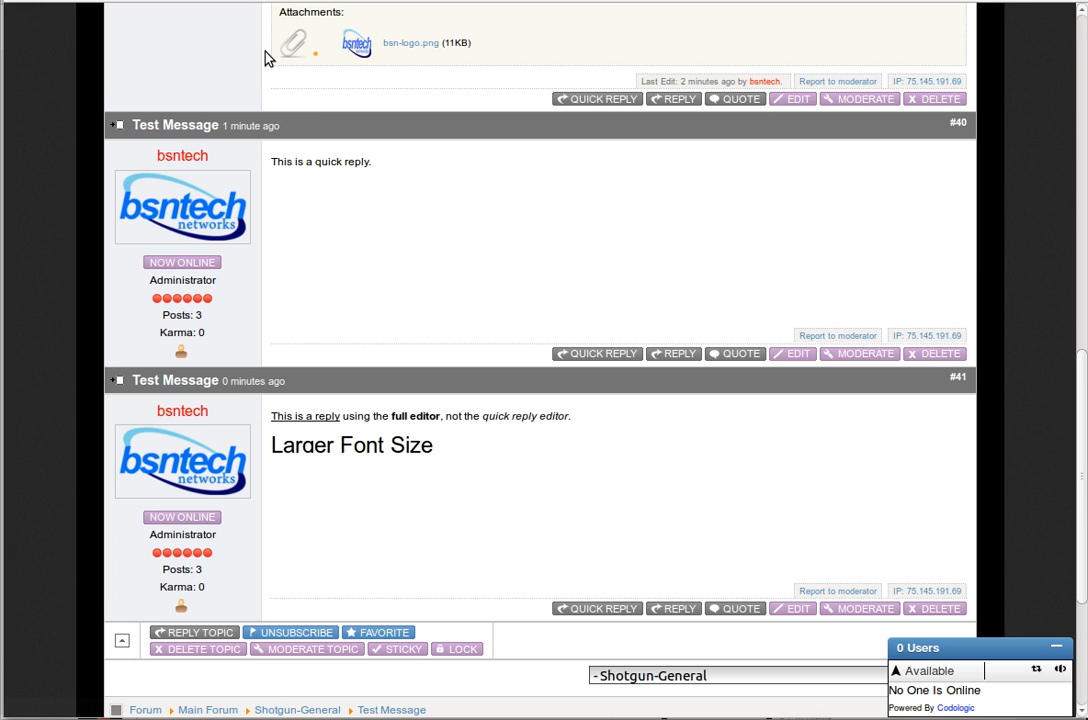 Attachments:
bsntech networks bsn-logo.png (11KB)
Last Edit: 2 minutes ago by bsntech. Report to moderator IP: 75.145.191.69
QUICK REPLY REPLY QUOTE EDIT MODERATE DELETE
Test Message 1 minute ago #40
bsntech
This is a quick reply.
bsntech
networks
NOW ONLINE
Administrator
Posts: 3
Karma: 0
Report to moderator IP: 75.145.191.69
QUICK REPLY REPLY QUOTE EDIT MODERATE DELETE
Test Message 0 minutes ago #41
bsntech
This is a reply using the full editor, not the quick reply editor.
Larger Font Size
bsntech
networks
NOW ONLINE
Administrator
Posts: 3
Karma: 0
Report to moderator IP: 75.145.191.69
QUICK REPLY REPLY QUOTE EDIT MODERATE DELETE
REPLY TOPIC UNSUBSCRIBE FAVORITE
DELETE TOPIC MODERATE TOPIC STICKY LOCK
- Shotgun-General
0 Users
Available
No One Is Online
Powered By Codologic
Forum Main Forum Shotgun-General Test Message